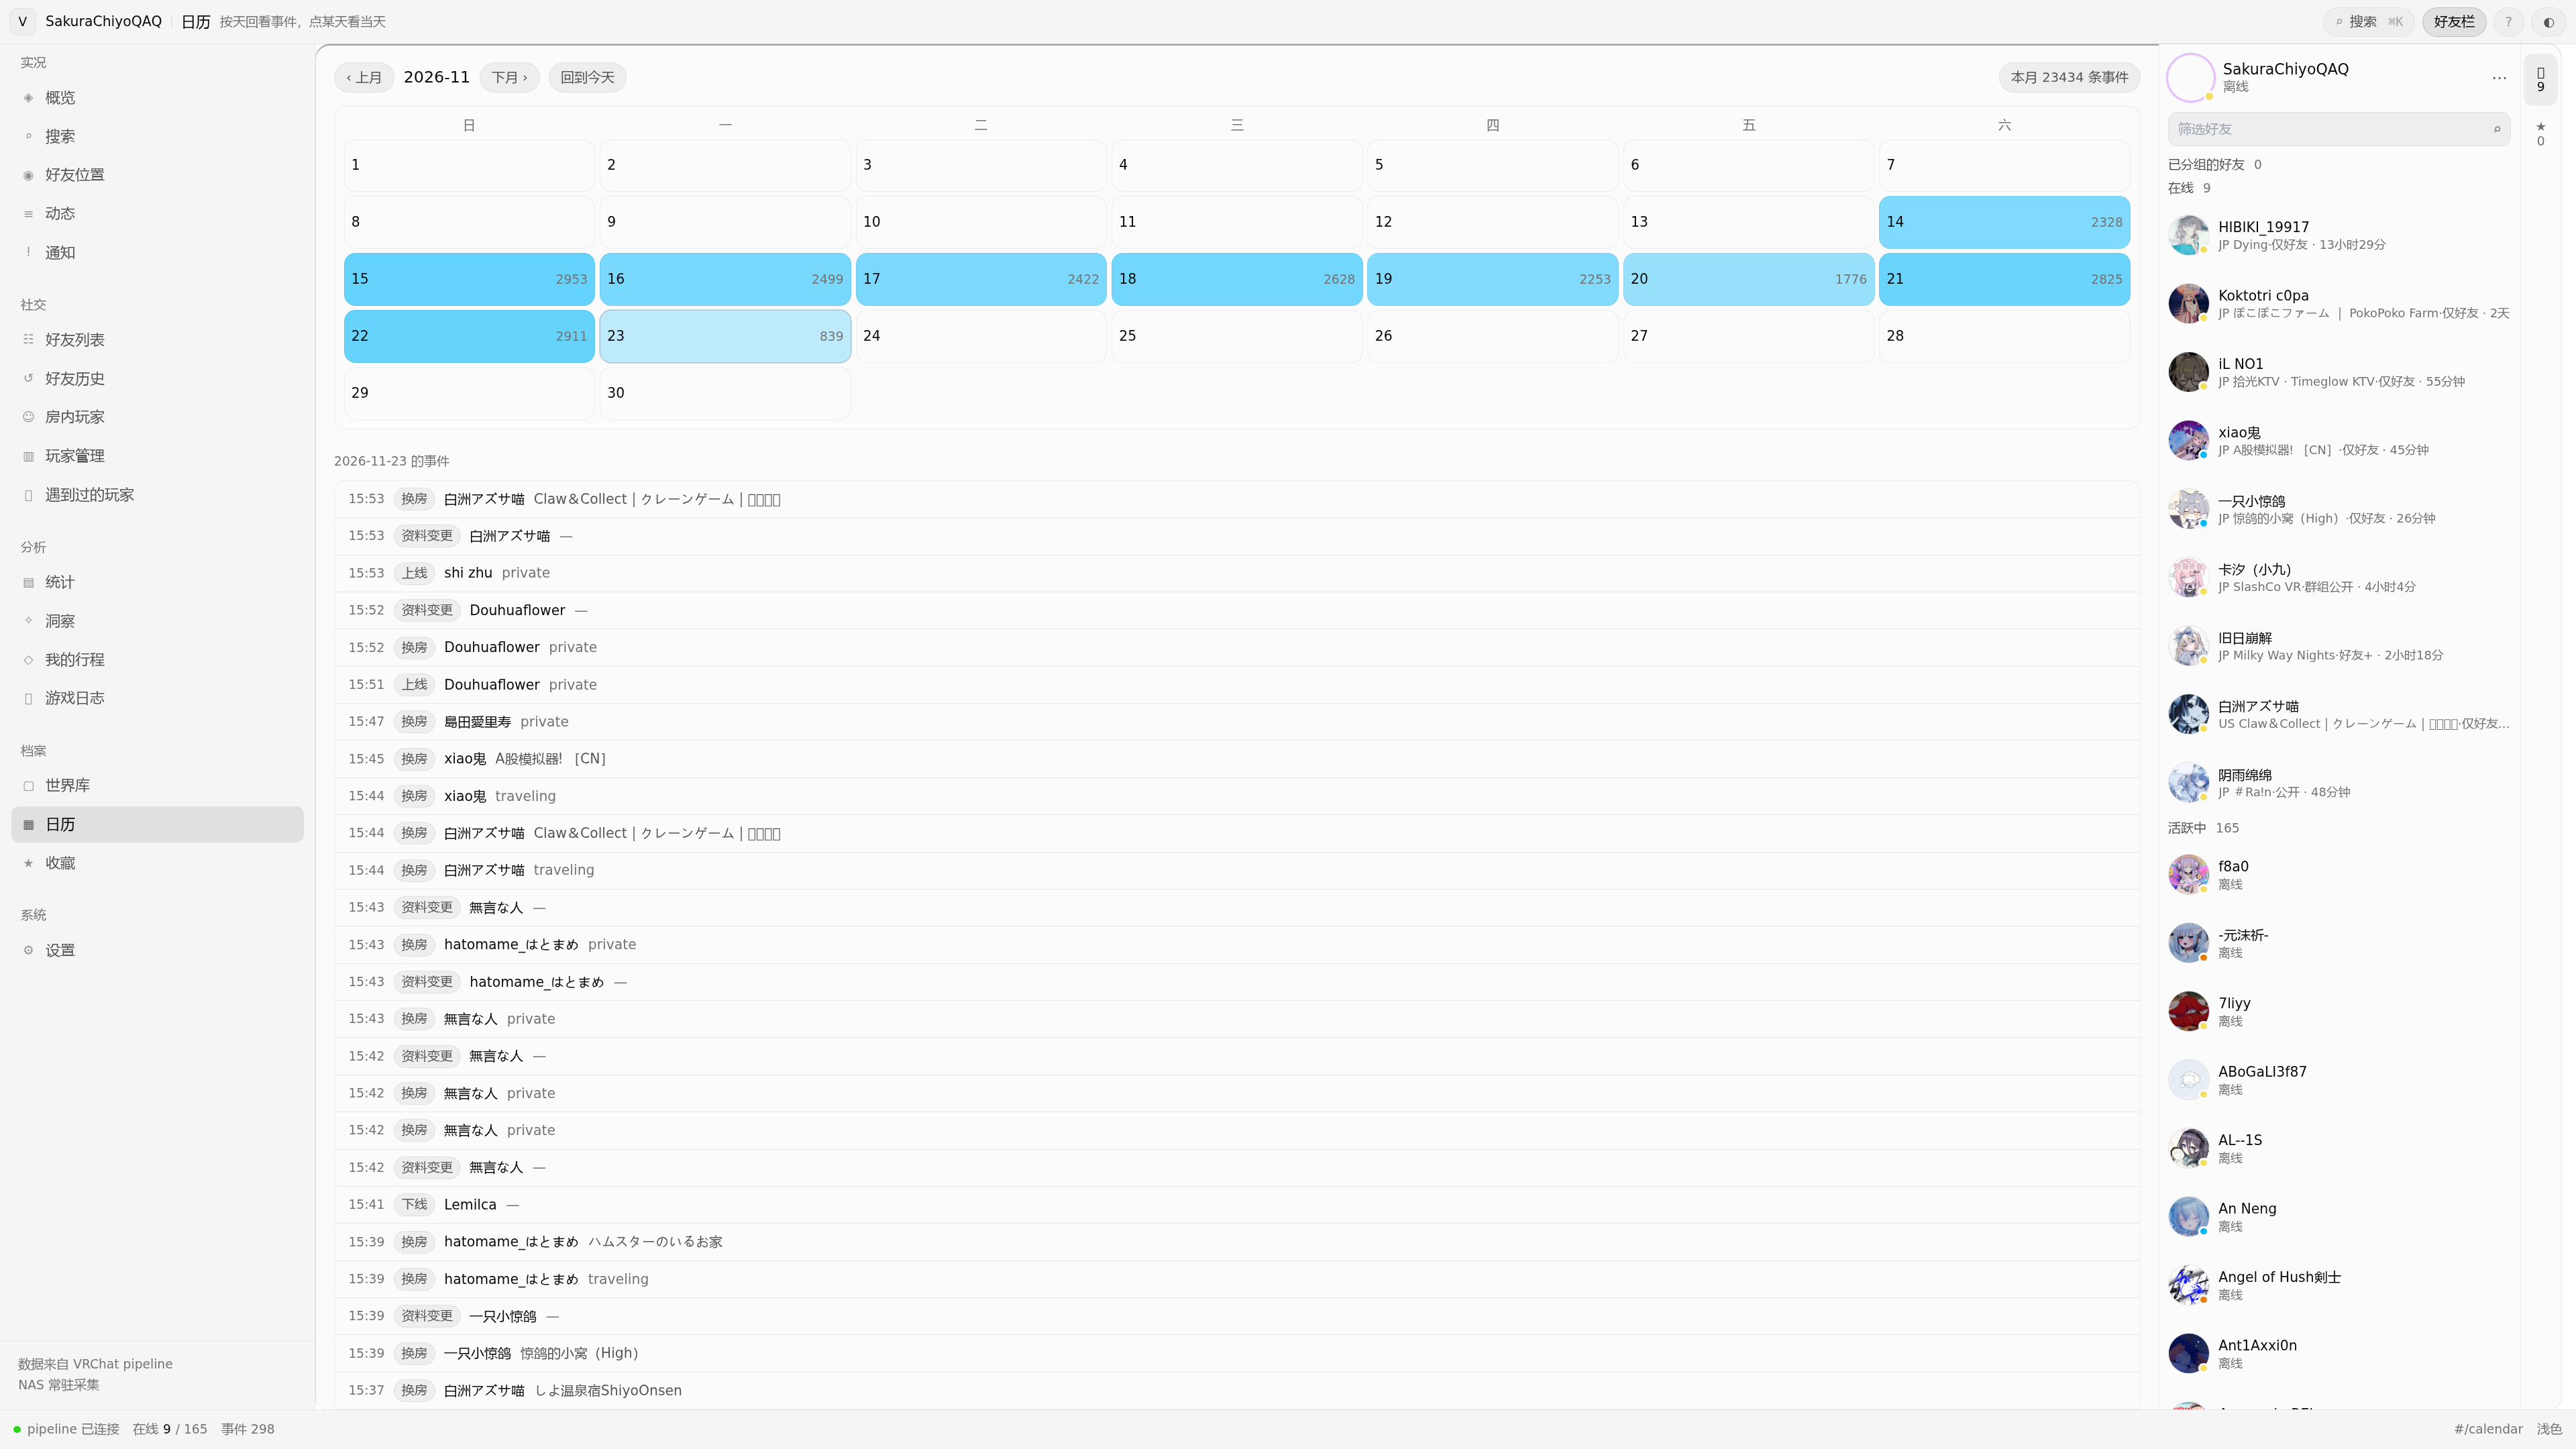 V SakuraChiyoQAQ 日历 按天回看事件，点某天看当天
搜索 ⌘K 好友栏 ?
实况
概览
搜索
好友位置
动态
通知
社交
好友列表
好友历史
房内玩家
玩家管理
遇到过的玩家
分析
统计
洞察
我的行程
游戏日志
档案
世界库
日历
收藏
系统
设置
数据来自 VRChat pipeline
NAS 常驻采集
‹ 上月 2026-11 下月 › 回到今天 本月 23434 条事件
日 一 二 三 四 五 六
1 2 3 4 5 6 7
8 9 10 11 12 13 14 2328
15 2953 16 2499 17 2422 18 2628 19 2253 20 1776 21 2825
22 2911 23 839 24 25 26 27 28
29 30
2026-11-23 的事件
15:53 换房 白洲アズサ喵 Claw＆Collect | クレーンゲーム |
15:53 资料变更 白洲アズサ喵 —
15:53 上线 shi zhu private
15:52 资料变更 Douhuaflower —
15:52 换房 Douhuaflower private
15:51 上线 Douhuaflower private
15:47 换房 島田愛里寿 private
15:45 换房 xiao鬼 A股模拟器！［CN］
15:44 换房 xiao鬼 traveling
15:44 换房 白洲アズサ喵 Claw＆Collect | クレーンゲーム |
15:44 换房 白洲アズサ喵 traveling
15:43 资料变更 無言な人 —
15:43 换房 hatomame_はとまめ private
15:43 资料变更 hatomame_はとまめ —
15:43 换房 無言な人 private
15:42 资料变更 無言な人 —
15:42 换房 無言な人 private
15:42 换房 無言な人 private
15:42 资料变更 無言な人 —
15:41 下线 Lemilca —
15:39 换房 hatomame_はとまめ ハムスターのいるお家
15:39 换房 hatomame_はとまめ traveling
15:39 资料变更 一只小惊鸽 —
15:39 换房 一只小惊鸽 惊鸽的小窝（High）
15:37 换房 白洲アズサ喵 しよ温泉宿ShiyoOnsen
SakuraChiyoQAQ
离线
...
9
★
0
筛选好友
已分组的好友 0
在线 9
HIBIKI_19917
JP Dying·仅好友 · 13小时29分
Koktotri c0pa
JP ぽこぽこファーム ｜ PokoPoko Farm·仅好友 · 2天
iL NO1
JP 拾光KTV · Timeglow KTV·仅好友 · 55分钟
xiao鬼
JP A股模拟器！［CN］·仅好友 · 45分钟
一只小惊鸽
JP 惊鸽的小窝（High）·仅好友 · 26分钟
卡汐（小九）
JP SlashCo VR·群组公开 · 4小时4分
旧日崩解
JP Milky Way Nights·好友+ · 2小时18分
白洲アズサ喵
US Claw＆Collect | クレーンゲーム | ·仅好友…
阴雨绵绵
JP ＃Ra!n·公开 · 48分钟
活跃中 165
f8a0
离线
-元沫祈-
离线
7liyy
离线
ABoGaLI3f87
离线
AL--1S
离线
An Neng
离线
Angel of Hush剣士
离线
Ant1Axxi0n
离线
pipeline 已连接 在线 9 / 165 事件 298
#/calendar 浅色